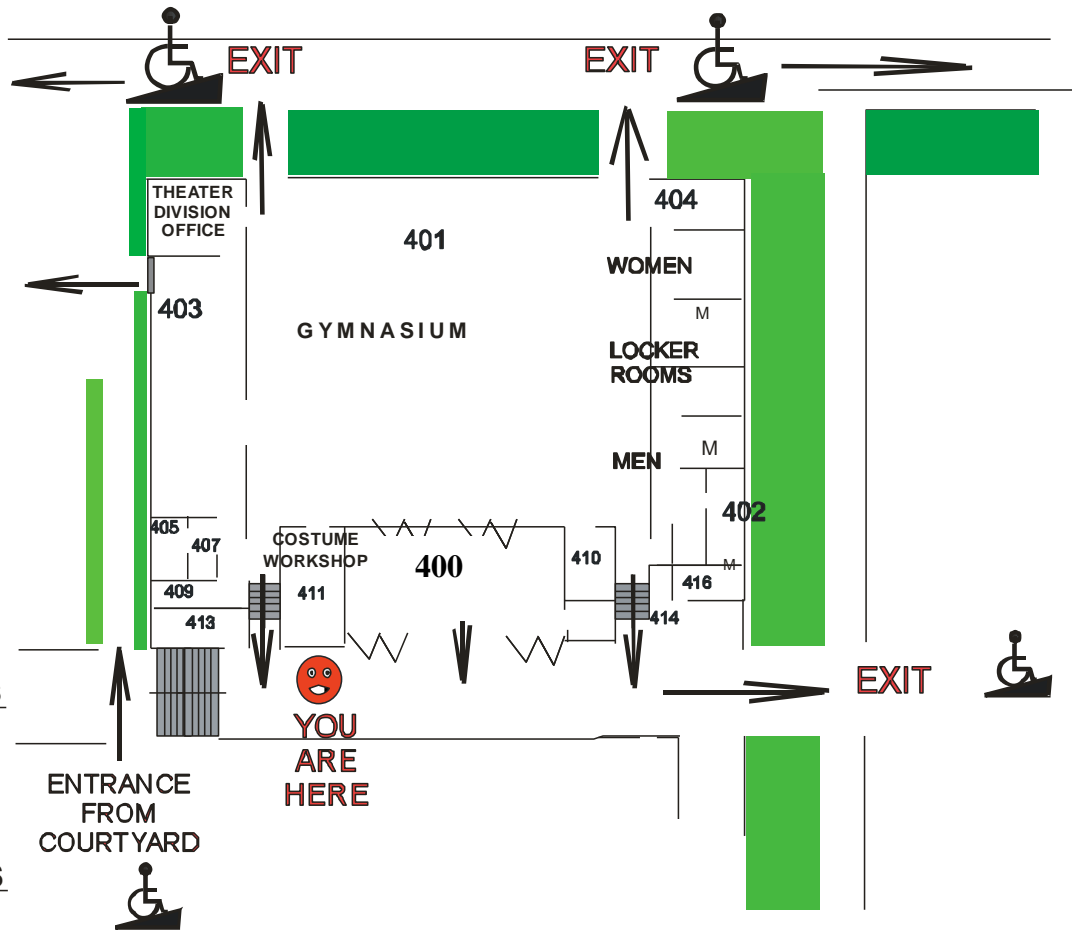 EXIT
EXIT
THEATER
DIVISION
OFFICE
404
401
WOMEN
403
M
GYMNASIUM
LOCKER
ROOMS
M
MEN
402
405
407
COSTUME
WORKSHOP
400
410
M
409
411
416
413
414
EXIT
YOU
ARE
HERE
ENTRANCE
FROM
COURTYARD